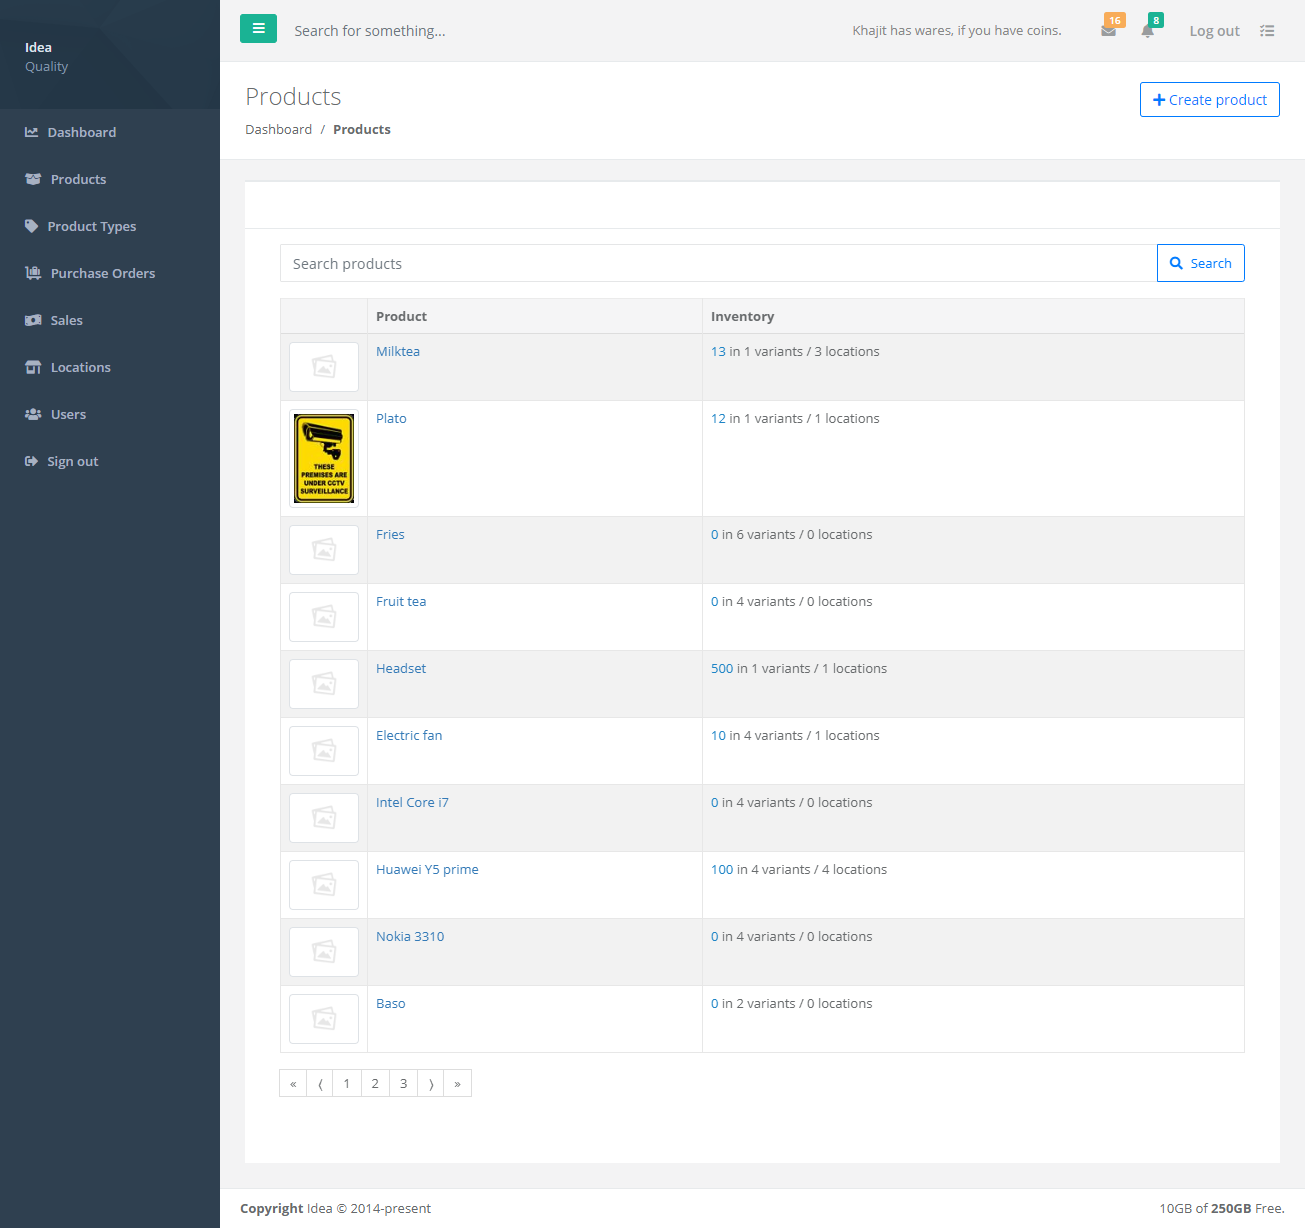 Idea
Quality
Dashboard
Products
Product Types
Purchase Orders
Sales
Locations
Users
Sign out
Search for something...
Khajit has wares, if you have coins.
16
8
Log out
Products
Dashboard / Products
Create product
Search products
Search
Product Inventory
Milktea 13 in 1 variants / 3 locations
Plato 12 in 1 variants / 1 locations
THESE
PREMISES ARE
UNDER CCTV
SURVEILLANCE
Fries 0 in 6 variants / 0 locations
Fruit tea 0 in 4 variants / 0 locations
Headset 500 in 1 variants / 1 locations
Electric fan 10 in 4 variants / 1 locations
Intel Core i7 0 in 4 variants / 0 locations
Huawei Y5 prime 100 in 4 variants / 4 locations
Nokia 3310 0 in 4 variants / 0 locations
Baso 0 in 2 variants / 0 locations
« ⟨ 1 2 3 ⟩ »
Copyright Idea © 2014-present
10GB of 250GB Free.